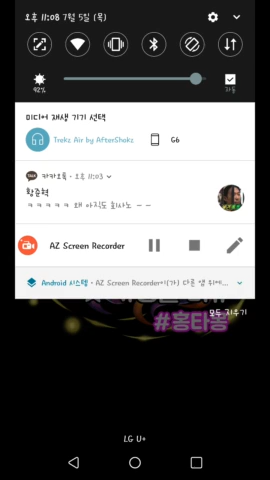 오후 11:08 7월 5일 (목)
92%
자동
미디어 재생 기기 선택
Trekz Air by AfterShokz
G6
TALK 카카오톡 • 오후 11:03
황준혁
ㅋㅋㅋㅋㅋ 왜 아직도 회사노 ㅡㅡ
AZ Screen Recorder
Android 시스템 • AZ Screen Recorder이(가) 다른 앱 위에...
#홍타몽
모두 지우기
LG U+